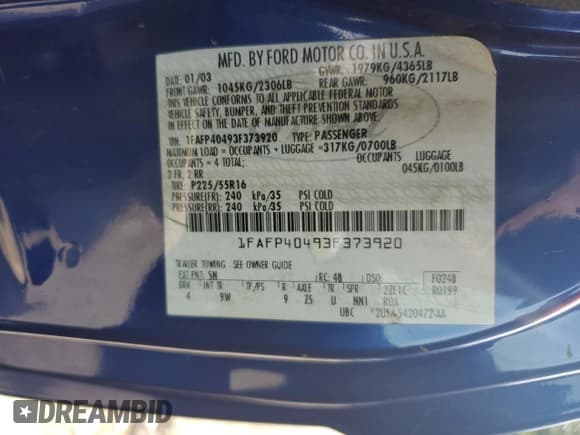 MFD. BY FORD MOTOR CO. IN U.S.A.
DATE: 01/03 GVWR: 1979KG/4365LB
FRONT GAWR: 1045KG/2306LB REAR GAWR: 960KG/2117LB
THIS VEHICLE CONFORMS TO ALL APPLICABLE FEDERAL MOTOR
VEHICLE SAFETY, BUMPER, AND THEFT PREVENTION STANDARDS
IN EFFECT ON THE DATE OF MANUFACTURE SHOWN ABOVE.
VIN: 1FAFP40493F373920 TYPE: PASSENGER
MAXIMUM LOAD = OCCUPANTS + LUGGAGE = 317KG/0700LB
OCCUPANTS = 4 TOTAL; OCCUPANTS LUGGAGE
2 FR, 2 RR 045KG/0100LB
TIRE: P225/55R16
PRESSURE(FR): 240 kPa/35 PSI COLD
PRESSURE(RR): 240 kPa/35 PSI COLD
1FAFP40493F373920
TRAILER TOWING - SEE OWNER GUIDE
EXT PNT: SN RC: 48 DSO: F0248
BRK INT TR TP/PS R AXLE TR SPR R0199
4 9W 9 Z5 U NN1
UBC
DREAMBID